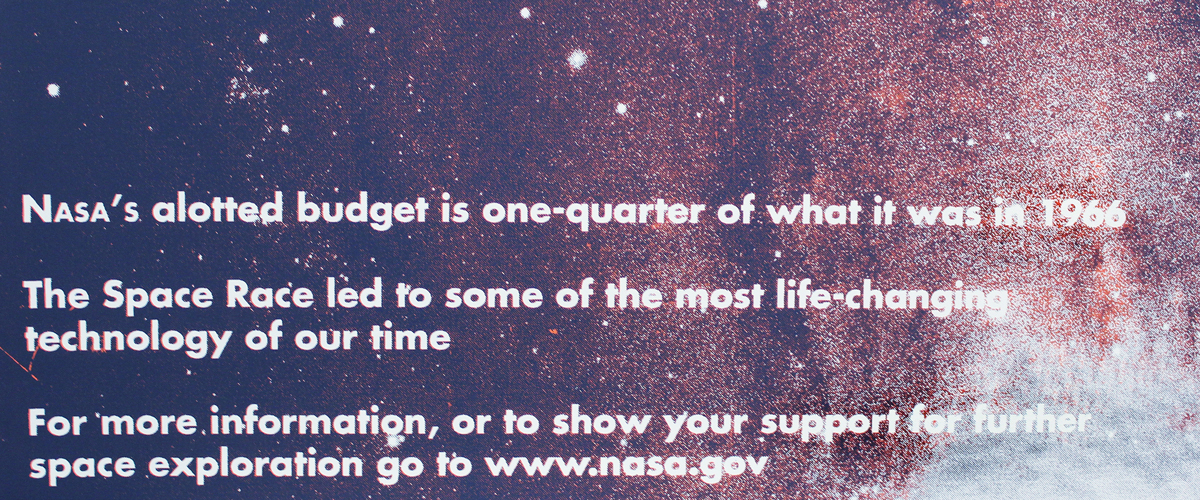 NASA's alotted budget is one-quarter of what it was in 1966
The Space Race led to some of the most life-changing
technology of our time
For more information, or to show your support for further
space exploration go to www.nasa.gov